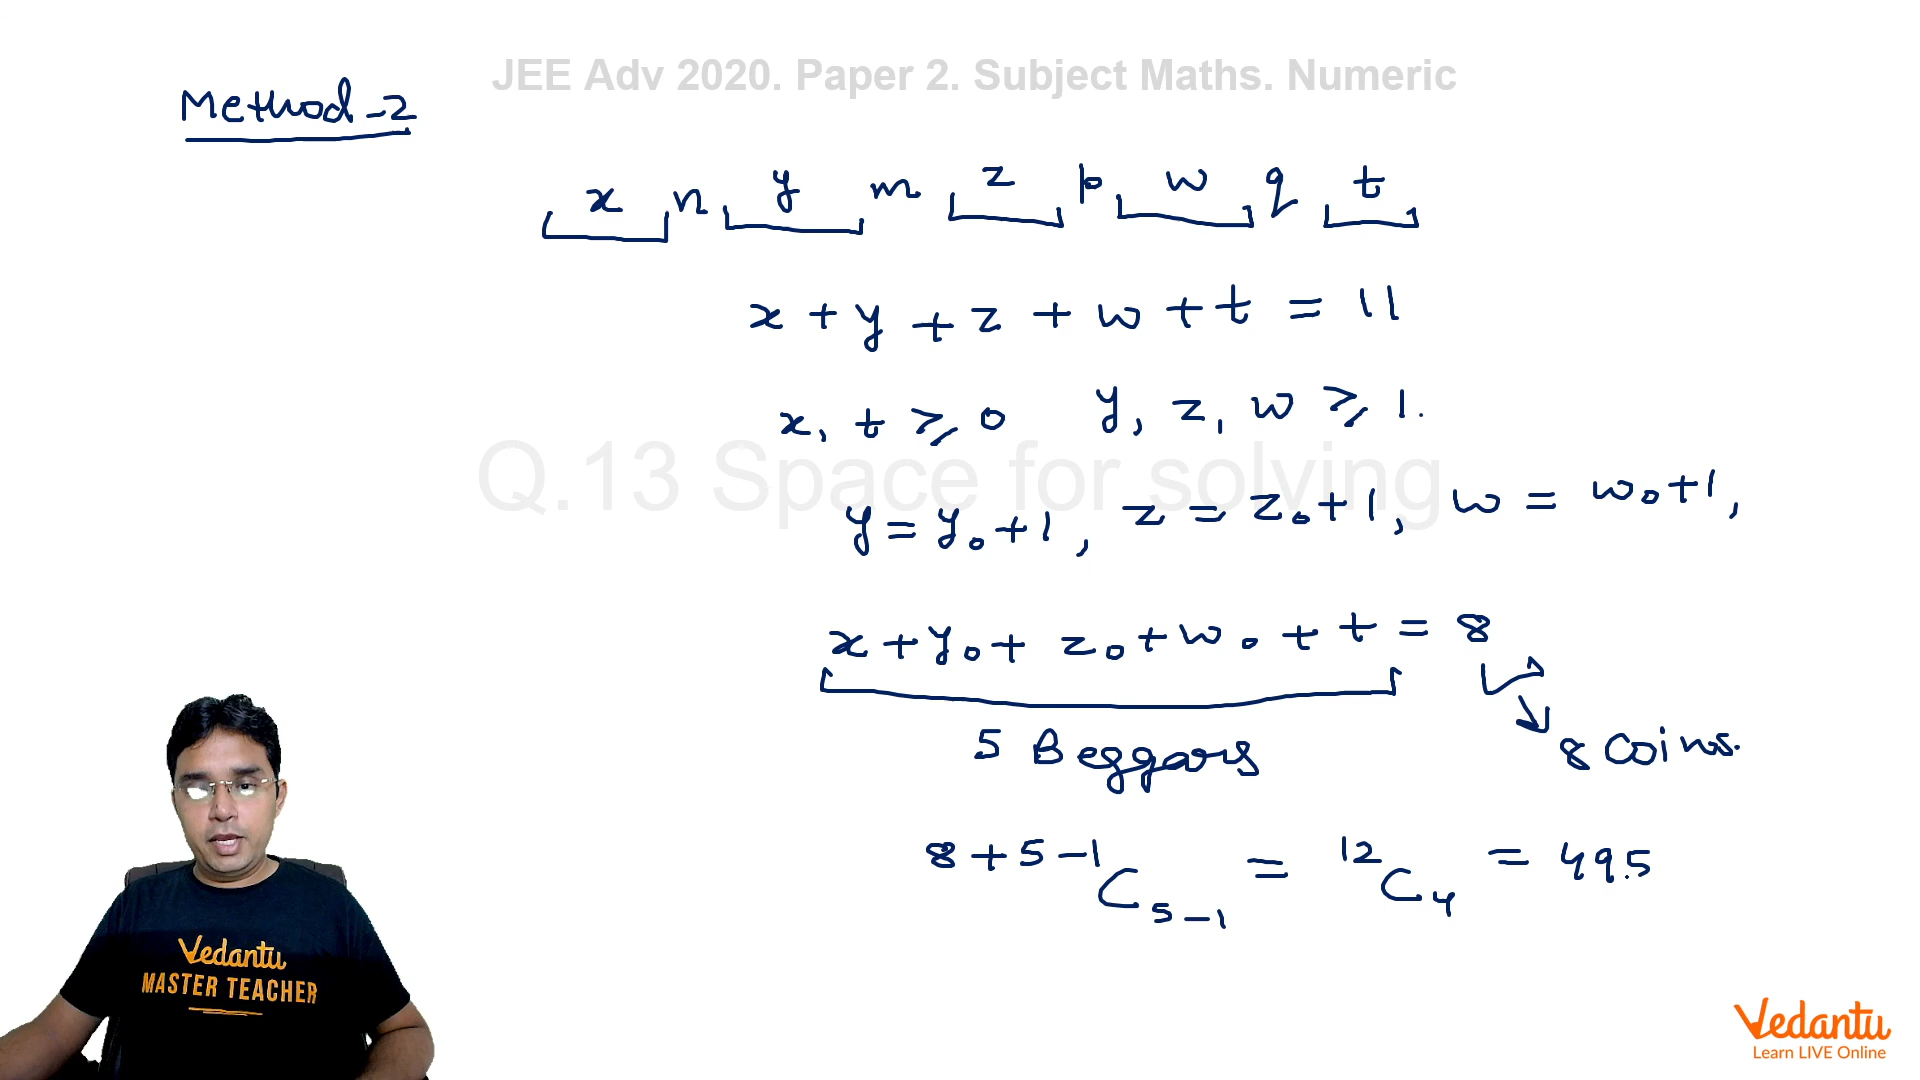 JEE Adv 2020. Paper 2. Subject Maths. Numeric
Method-2
x n y m z p w q t
x + y + z + w + t = 11
x, t ⩾ 0 y, z, w ⩾ 1.
Q.13 Space for solving
y = y₀+1, z = z₀+1, w = w₀+1,
x + y₀ + z₀ + w₀ + t = 8
5 Beggars
8 coins.
⁸⁺⁵⁻¹C₅₋₁ = ¹²C₄ = 495
Vedantu
MASTER TEACHER
Vedantu
Learn LIVE Online